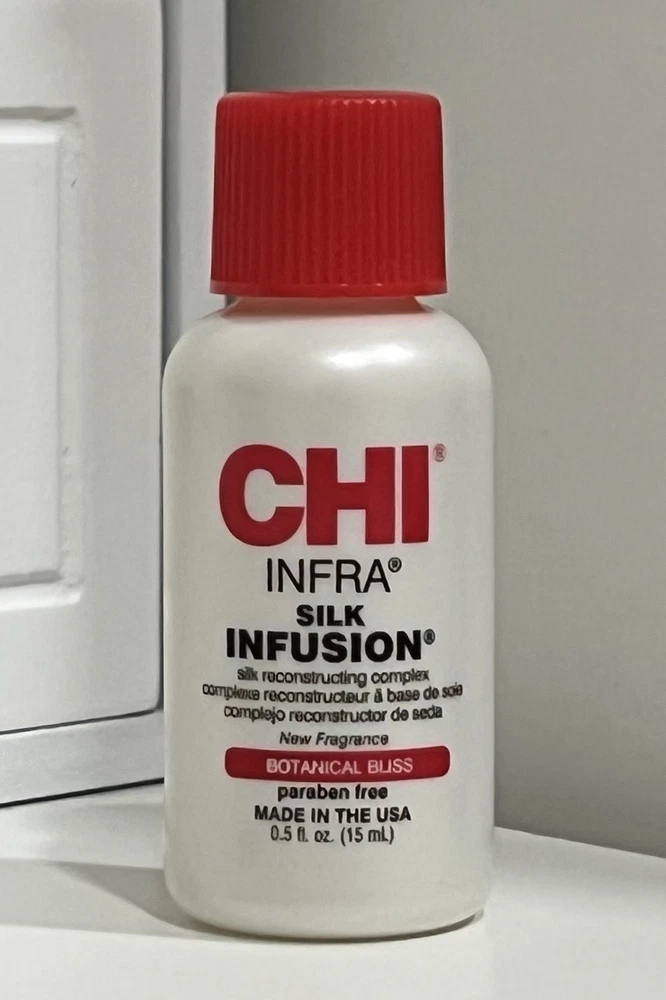 CHI®
INFRA®
SILK
INFUSION®
silk reconstructing complex
complexe reconstructeur à base de soie
complejo reconstructor de seda
New Fragrance
BOTANICAL BLISS
paraben free
MADE IN THE USA
0.5 fl. oz. (15 mL)